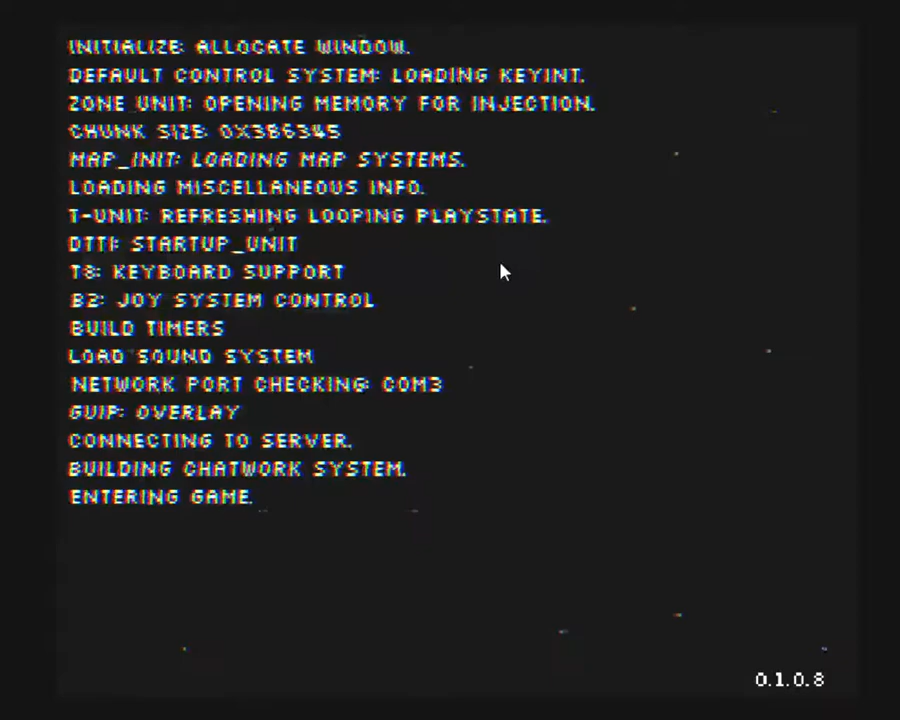 INITIALIZE: ALLOCATE WINDOW.
DEFAULT CONTROL SYSTEM: LOADING KEYINT.
ZONE_UNIT: OPENING MEMORY FOR INJECTION.
CHUNK SIZE: 0X3B6345
MAP_INIT: LOADING MAP SYSTEMS.
LOADING MISCELLANEOUS INFO.
T-UNIT: REFRESHING LOOPING PLAYSTATE.
DTTI: STARTUP_UNIT
T8: KEYBOARD SUPPORT
B2: JOY SYSTEM CONTROL
BUILD TIMERS
LOAD SOUND SYSTEM
NETWORK PORT CHECKING: COM3
GUIP: OVERLAY
CONNECTING TO SERVER.
BUILDING CHATWORK SYSTEM.
ENTERING GAME.
0.1.0.8